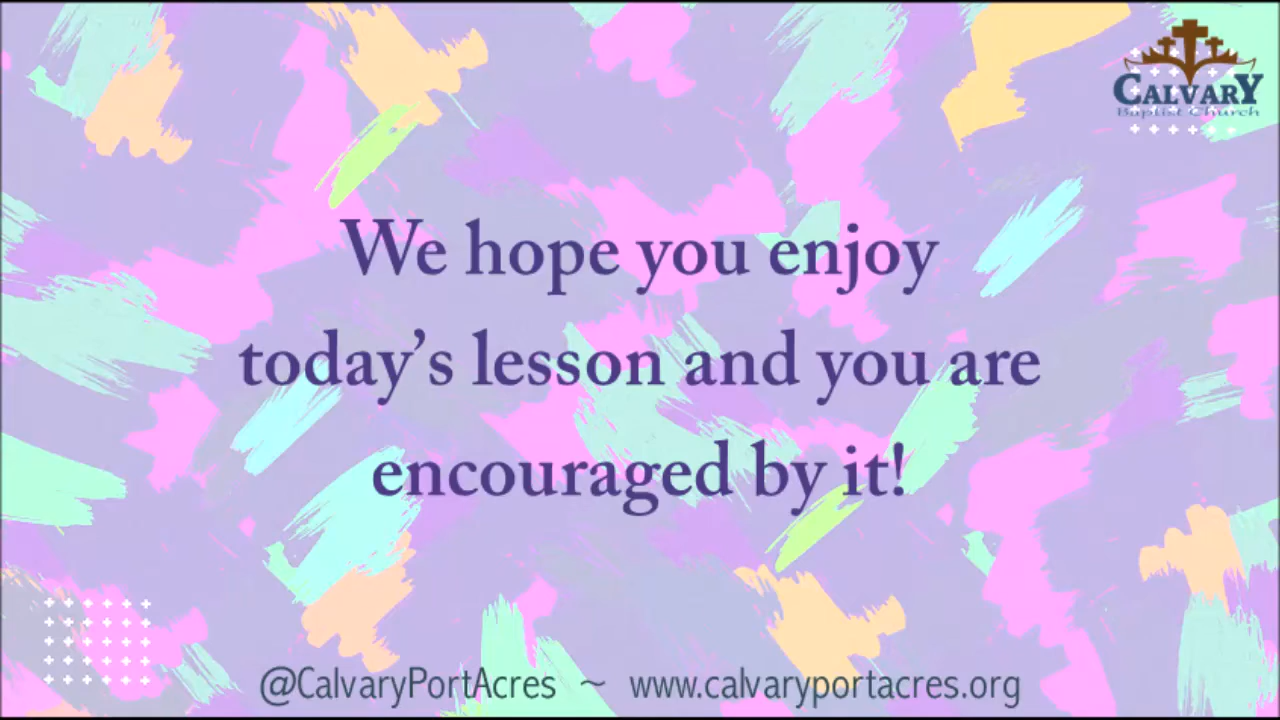 CALVARY
Baptist Church
We hope you enjoy
today's lesson and you are
encouraged by it!
@CalvaryPortAcres ~ www.calvaryportacres.org